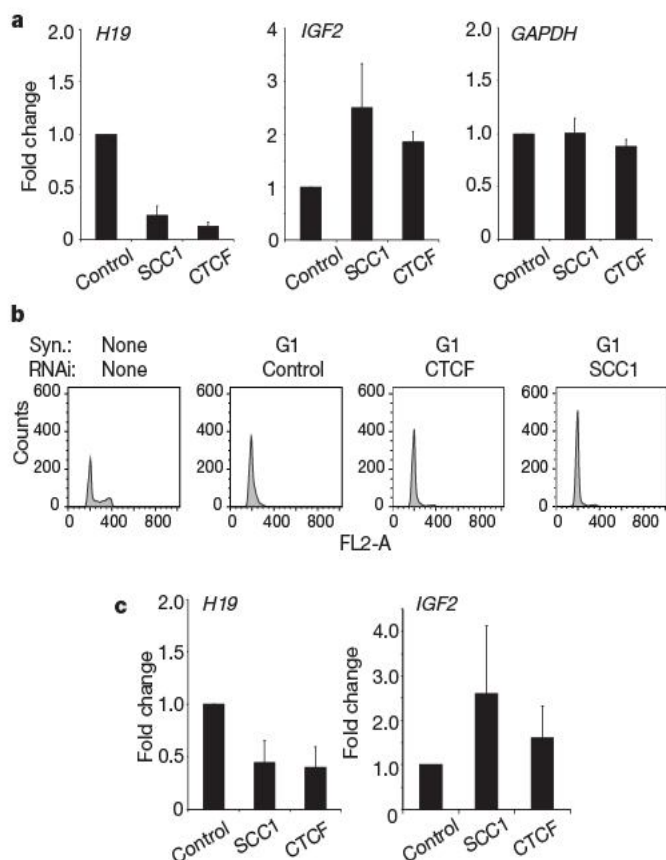 a
H19 IGF2 GAPDH
Fold change
2.0 1.5 1.0 0.5 0
4 3 2 1 0
2.0 1.5 1.0 0.5 0
Control SCC1 CTCF
Control SCC1 CTCF
Control SCC1 CTCF
b
Syn.: None G1 G1 G1
RNAi: None Control CTCF SCC1
Counts
600 400 200 0
600 400 200 0
600 400 200 0
600 400 200 0
0 400 800
0 400 800
0 400 800
0 400 800
FL2-A
c
H19 IGF2
Fold change
2.0 1.5 1.0 0.5 0
Fold change
4.0 3.0 2.0 1.0 0
Control SCC1 CTCF
Control SCC1 CTCF